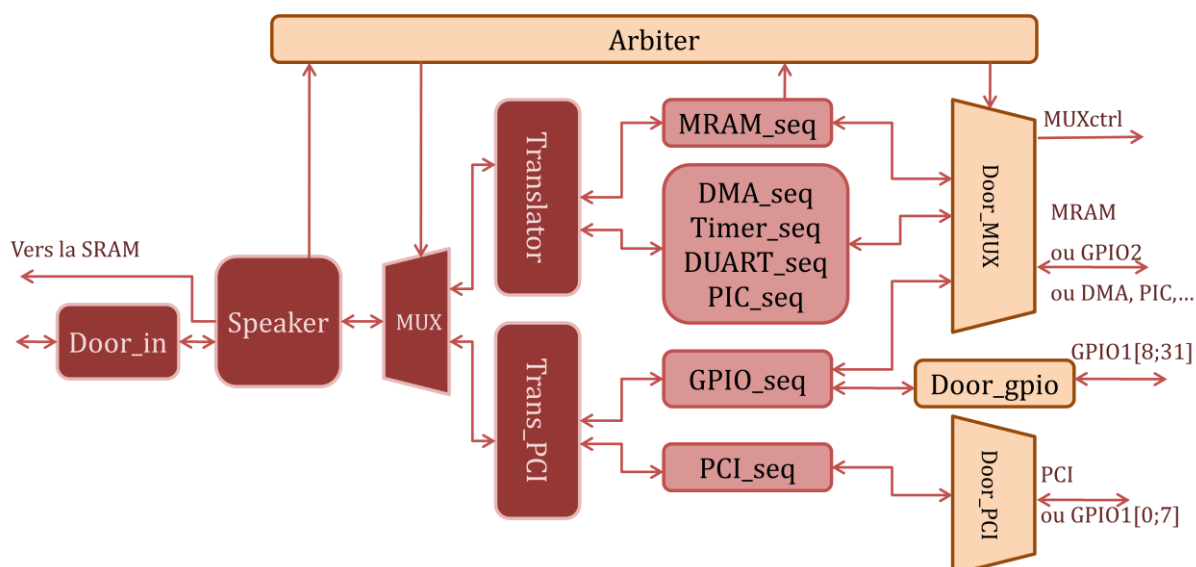 Arbiter
MRAM_seq
MUXctrl
Translator
DMA_seq
Timer_seq
DUART_seq
PIC_seq
Door_MUX
MRAM
ou GPIO2
ou DMA, PIC,...
Vers la SRAM
Speaker
MUX
Door_in
Trans_PCI
GPIO_seq
Door_gpio
GPIO1[8;31]
PCI_seq
Door_PCI
PCI
ou GPIO1[0;7]